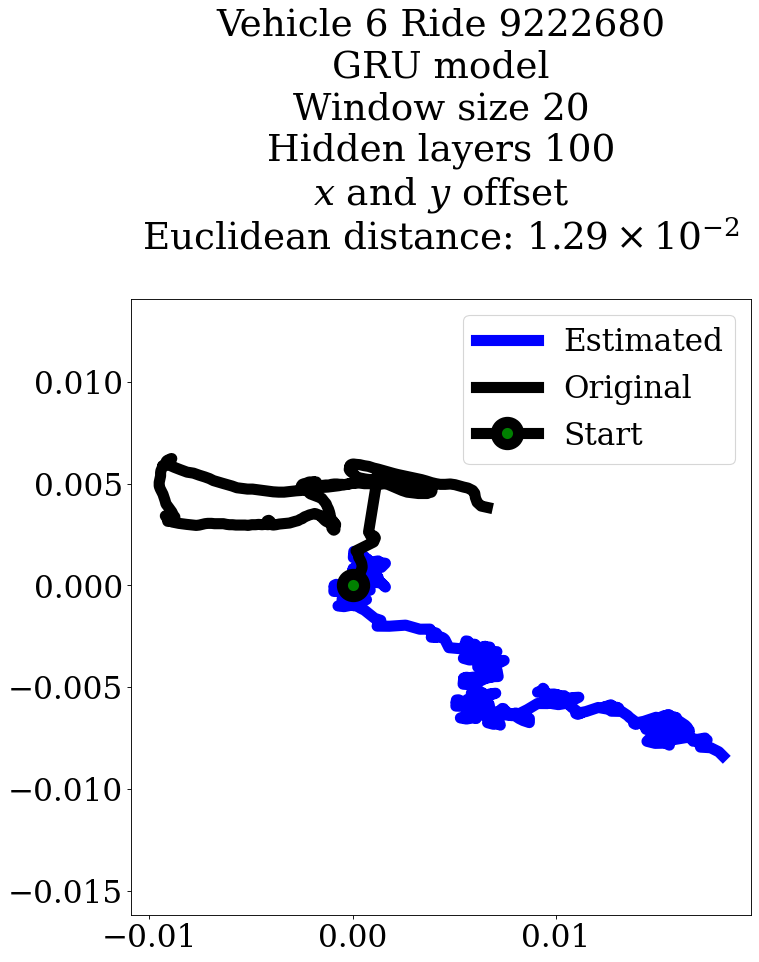 Vehicle 6 Ride 9222680
GRU model
Window size 20
Hidden layers 100
x and y offset
Euclidean distance: 1.29 × 10⁻²
Estimated
Original
Start
0.010
0.005
0.000
−0.005
−0.010
−0.015
−0.01 0.00 0.01